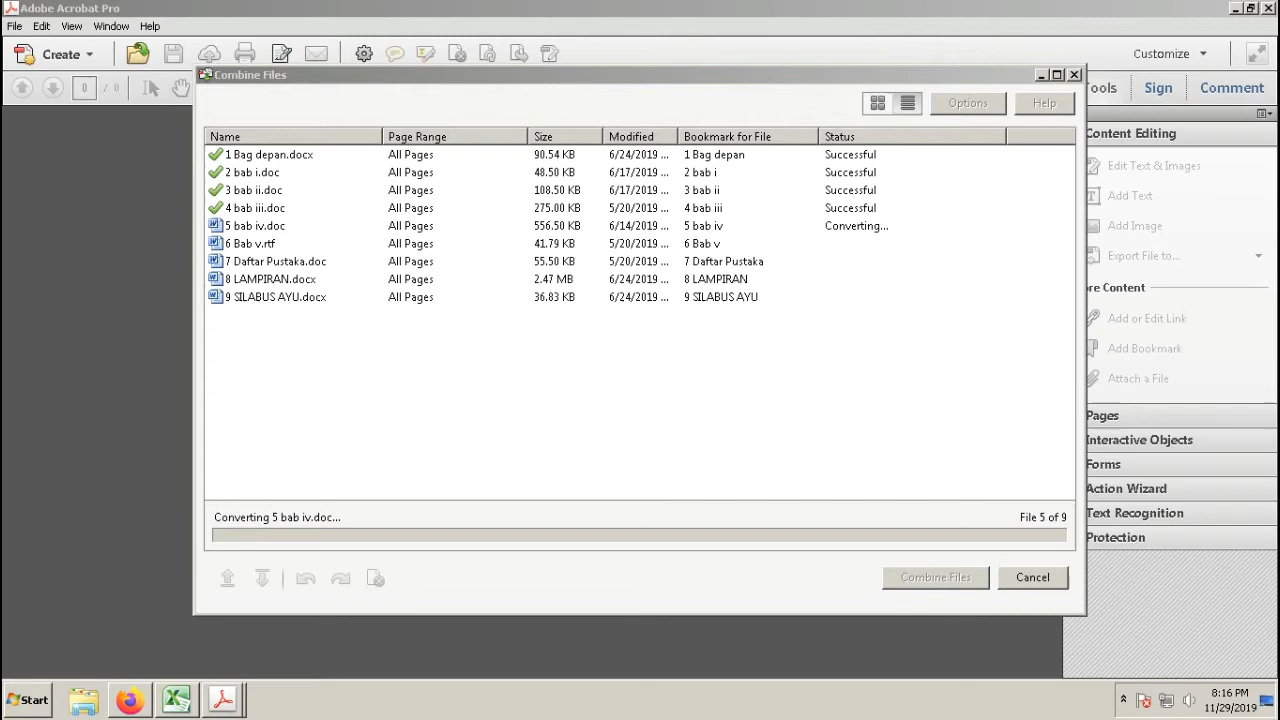 Adobe Acrobat Pro
File Edit View Window Help
Create Customize
0 / 0 ools Sign Comment
Combine Files
Options Help
Name Page Range Size Modified Bookmark for File Status
1 Bag depan.docx All Pages 90.54 KB 6/24/2019 ... 1 Bag depan Successful
2 bab i.doc All Pages 48.50 KB 6/17/2019 ... 2 bab i Successful
3 bab ii.doc All Pages 108.50 KB 6/17/2019 ... 3 bab ii Successful
4 bab iii.doc All Pages 275.00 KB 5/20/2019 ... 4 bab iii Successful
5 bab iv.doc All Pages 556.50 KB 6/14/2019 ... 5 bab iv Converting...
6 Bab v.rtf All Pages 41.79 KB 5/20/2019 ... 6 Bab v
7 Daftar Pustaka.doc All Pages 55.50 KB 5/20/2019 ... 7 Daftar Pustaka
8 LAMPIRAN.docx All Pages 2.47 MB 6/24/2019 ... 8 LAMPIRAN
9 SILABUS AYU.docx All Pages 36.83 KB 6/24/2019 ... 9 SILABUS AYU
Converting 5 bab iv.doc... File 5 of 9
Combine Files Cancel
Content Editing
Edit Text & Images
Add Text
Add Image
Export File to...
ore Content
Add or Edit Link
Add Bookmark
Attach a File
Pages
Interactive Objects
Forms
Action Wizard
Text Recognition
Protection
Start
8:16 PM
11/29/2019